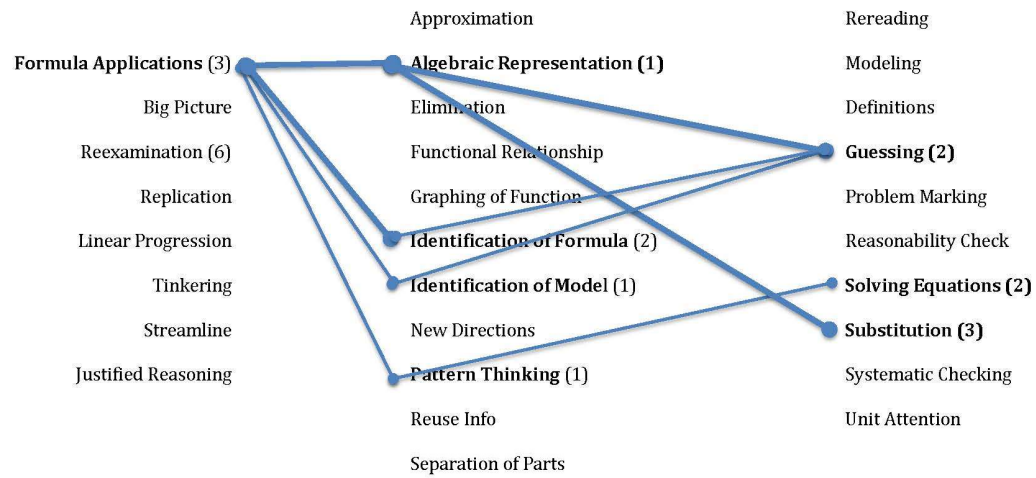 Formula Applications (3)
Big Picture
Reexamination (6)
Replication
Linear Progression
Tinkering
Streamline
Justified Reasoning
Approximation
Algebraic Representation (1)
Elimination
Functional Relationship
Graphing of Function
Identification of Formula (2)
Identification of Model (1)
New Directions
Pattern Thinking (1)
Reuse Info
Separation of Parts
Rereading
Modeling
Definitions
Guessing (2)
Problem Marking
Reasonability Check
Solving Equations (2)
Substitution (3)
Systematic Checking
Unit Attention